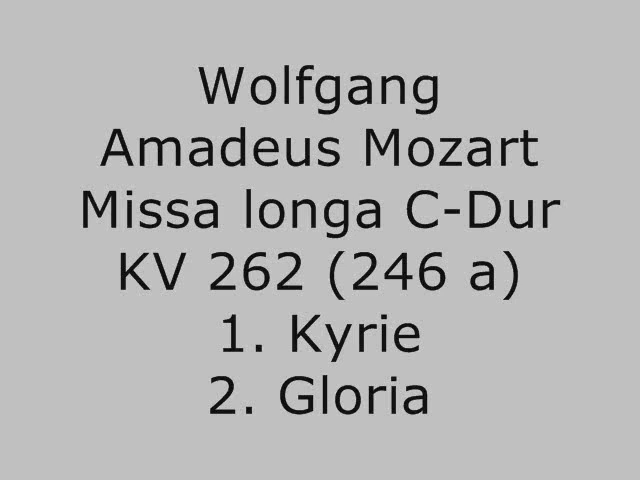 Wolfgang
Amadeus Mozart
Missa longa C-Dur
KV 262 (246 a)
1. Kyrie
2. Gloria